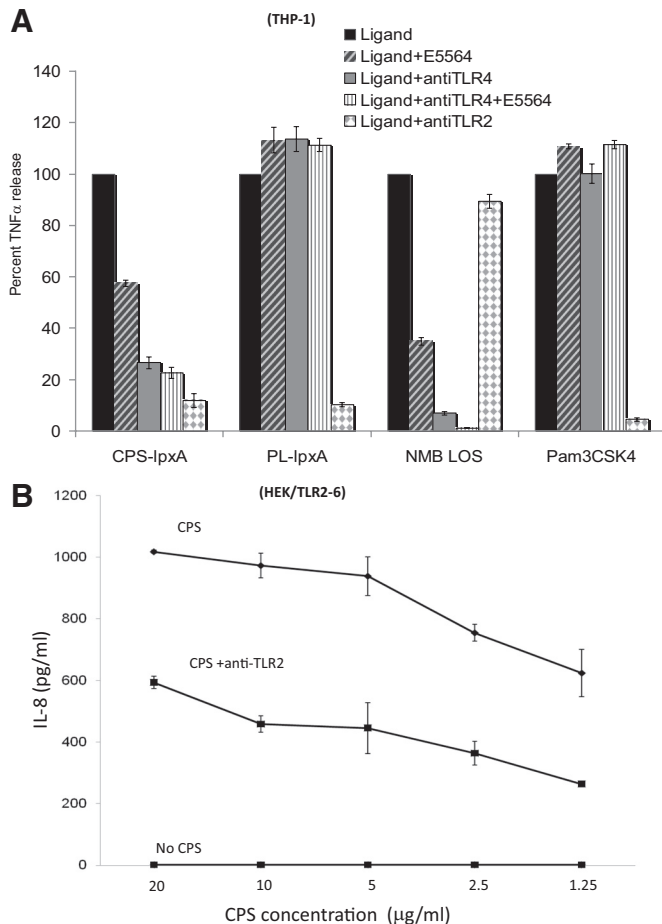 A
(THP-1)
Ligand
Ligand+E5564
Ligand+antiTLR4
Ligand+antiTLR4+E5564
Ligand+antiTLR2
Percent TNFα release
140
120
100
80
60
40
20
0
CPS-lpxA
PL-lpxA
NMB LOS
Pam3CSK4
B
(HEK/TLR2-6)
IL-8 (pg/ml)
1200
1000
800
600
400
200
0
CPS
CPS +anti-TLR2
No CPS
20
10
5
2.5
1.25
CPS concentration (µg/ml)